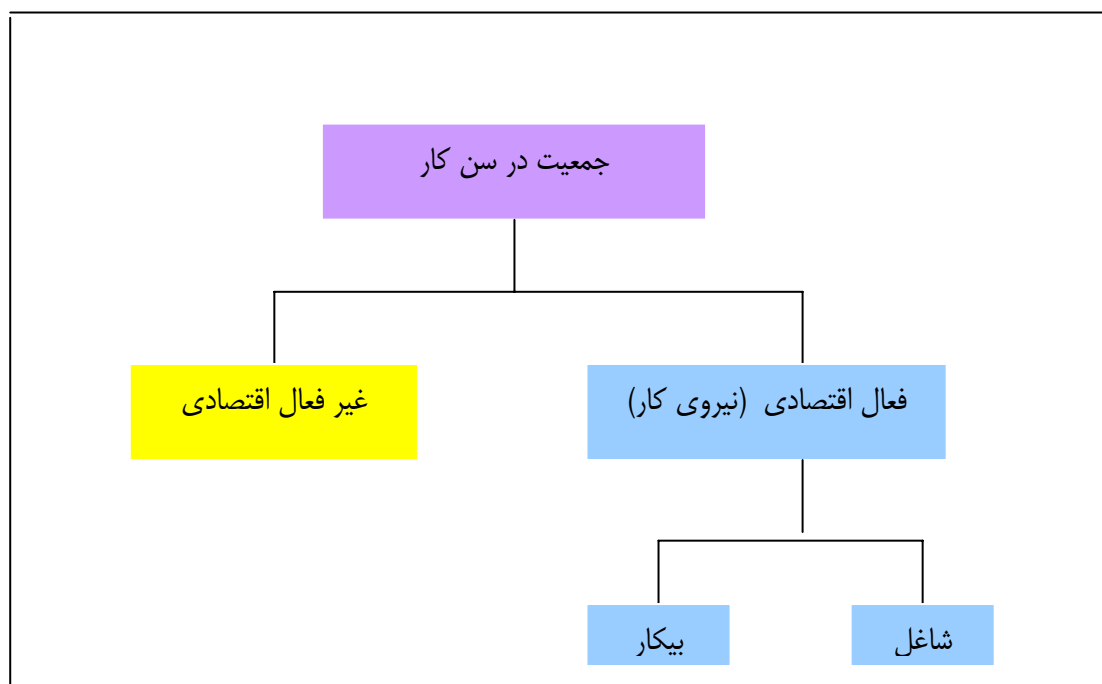 جمعیت در سن کار
فعال اقتصادی (نیروی کار)
غیر فعال اقتصادی
شاغل
بیکار